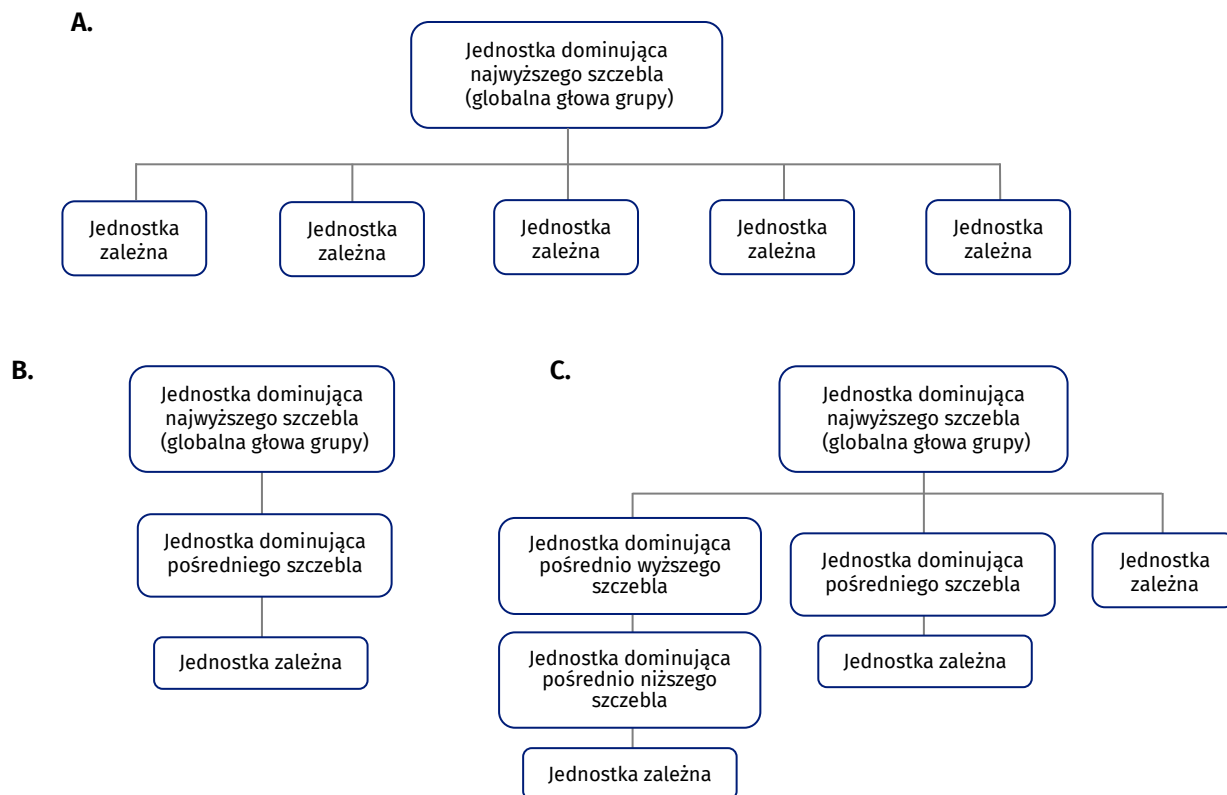 A.
Jednostka dominująca
najwyższego szczebla
(globalna głowa grupy)
Jednostka
zależna
Jednostka
zależna
Jednostka
zależna
Jednostka
zależna
Jednostka
zależna
B.
Jednostka dominująca
najwyższego szczebla
(globalna głowa grupy)
Jednostka dominująca
pośredniego szczebla
Jednostka zależna
C.
Jednostka dominująca
najwyższego szczebla
(globalna głowa grupy)
Jednostka dominująca
pośrednio wyższego
szczebla
Jednostka dominująca
pośrednio niższego
szczebla
Jednostka zależna
Jednostka dominująca
pośredniego szczebla
Jednostka zależna
Jednostka
zależna